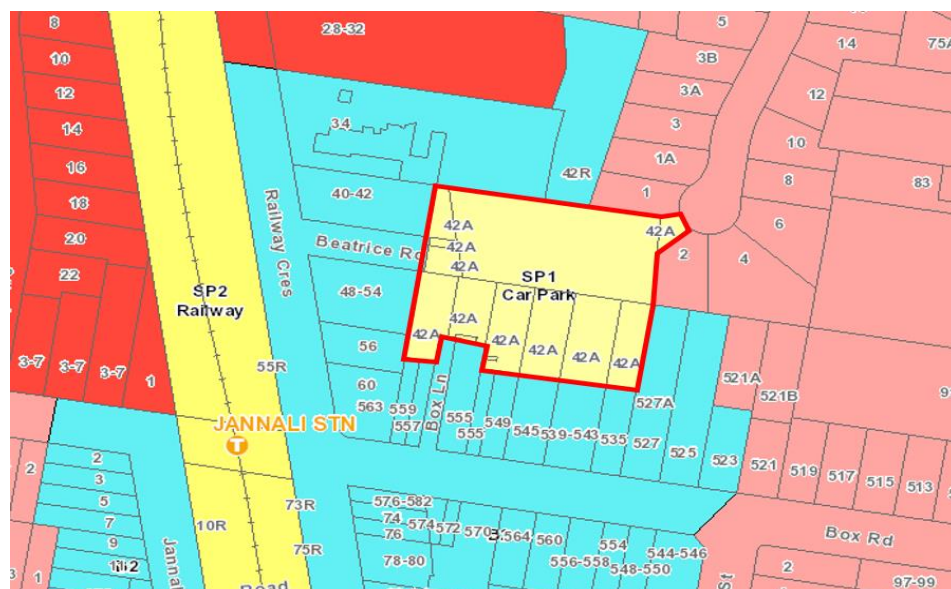 8
10
12
14
16
18
20
22
3-7
3-7
3-7
1
SP2
Railway
Railway Cres
55R
28-32
34
40-42
Beatrice Rd
48-54
56
60
563
559
557
Box Ln
555
555
549
545
539-543
535
527
527A
525
523
521A
521B
521
519
517
515
513
42R
42A
42A
42A
42A
SP1
Car Park
42A
42A
42A
42A
42A
42A
5
3B
3A
3
1A
1
2
4
6
8
10
12
14
83
JANNALI STN
T
2
3
5
7
9
2
1
10R
73R
75R
Road
576-582
74
574
572
570
76
78-80
564
560
556-558
554
548-550
544-546
St
Box Rd
2
97-99